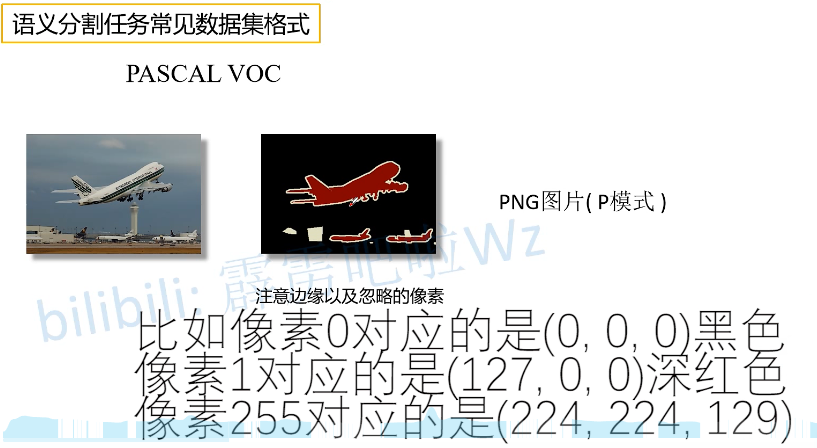 语义分割任务常见数据集格式
PASCAL VOC
PNG图片( P模式 )
bilibili: 霹雳吧啦Wz
注意边缘以及忽略的像素
比如像素0对应的是(0, 0, 0)黑色
像素1对应的是(127, 0, 0)深红色
像素255对应的是(224, 224, 129)